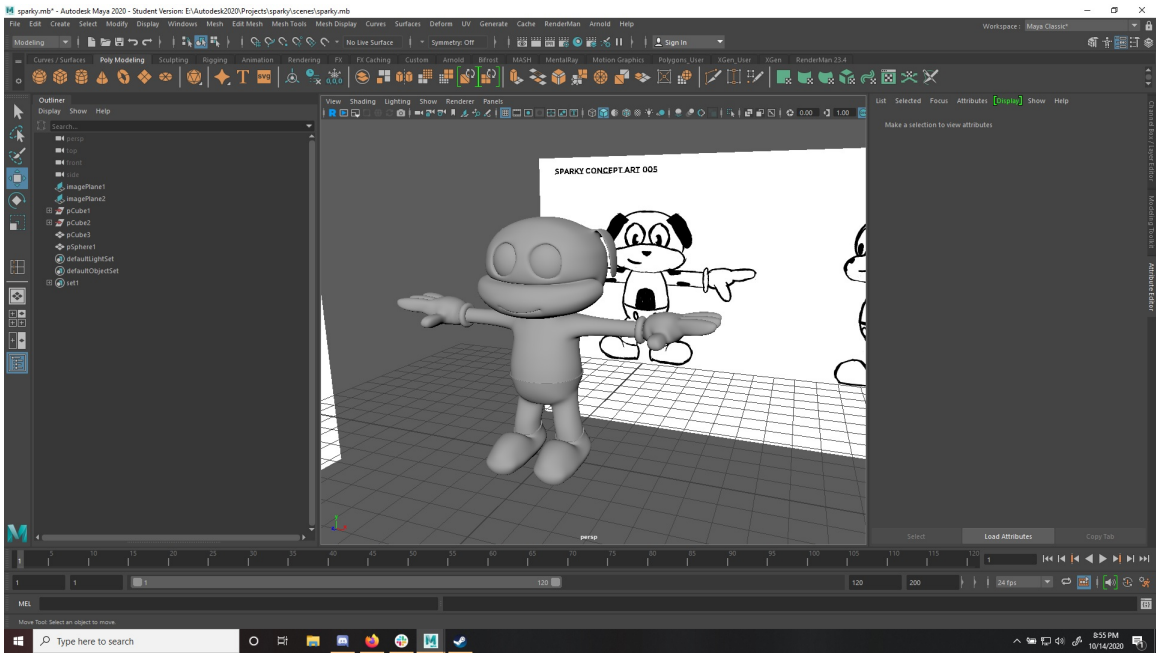 sparky.mb* - Autodesk Maya 2020 - Student Version: E:\Autodesk2020\Projects\sparky\scenes\sparky.mb
File Edit Create Select Modify Display Windows Mesh Edit Mesh Mesh Tools Mesh Display Curves Surfaces Deform UV Generate Cache RenderMan Arnold Help
Workspace: Maya Classic*
Modeling
No Live Surface
Symmetry: Off
Sign In
Curves / Surfaces Poly Modeling Sculpting Rigging Animation Rendering FX FX Caching Custom Arnold Bifrost MASH MentalRay Motion Graphics Polygons_User XGen_User XGen RenderMan 23.4
Outliner
Display Show Help
Search...
persp
top
front
side
imagePlane1
imagePlane2
pCube1
pCube2
pCube3
pSphere1
defaultLightSet
defaultObjectSet
set1
View Shading Lighting Show Renderer Panels
0.00 1.00
SPARKY CONCEPT ART 005
persp
List Selected Focus Attributes [Display] Show Help
Make a selection to view attributes
Channel Box / Layer Editor
Modeling Toolkit
Attribute Editor
Select Load Attributes Copy Tab
5 10 15 20 25 30 35 40 45 50 55 60 65 70 75 80 85 90 95 100 105 110 115 120
1
1
1 1 1 120 120 200 24 fps
MEL
Move Tool: Select an object to move.
Type here to search
8:55 PM
10/14/2020